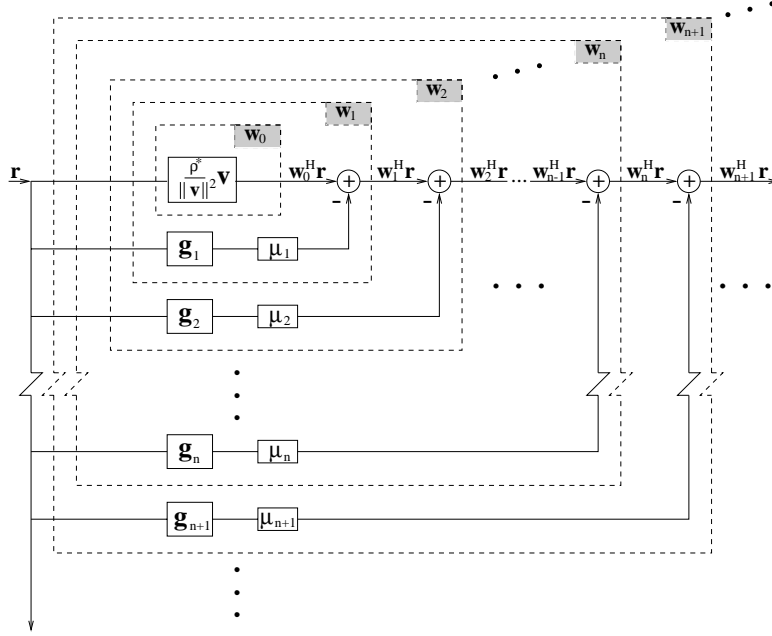 w_{n+1}
w_n
w_2
w_1
w_0
r
ρ* / ||v||² v
w_0^H r
+
w_1^H r
+
w_2^H r ... w_{n-1}^H
+
w_n^H r
+
w_{n+1}^H r
-
-
-
-
g_1
μ_1
g_2
μ_2
g_n
μ_n
g_{n+1}
μ_{n+1}